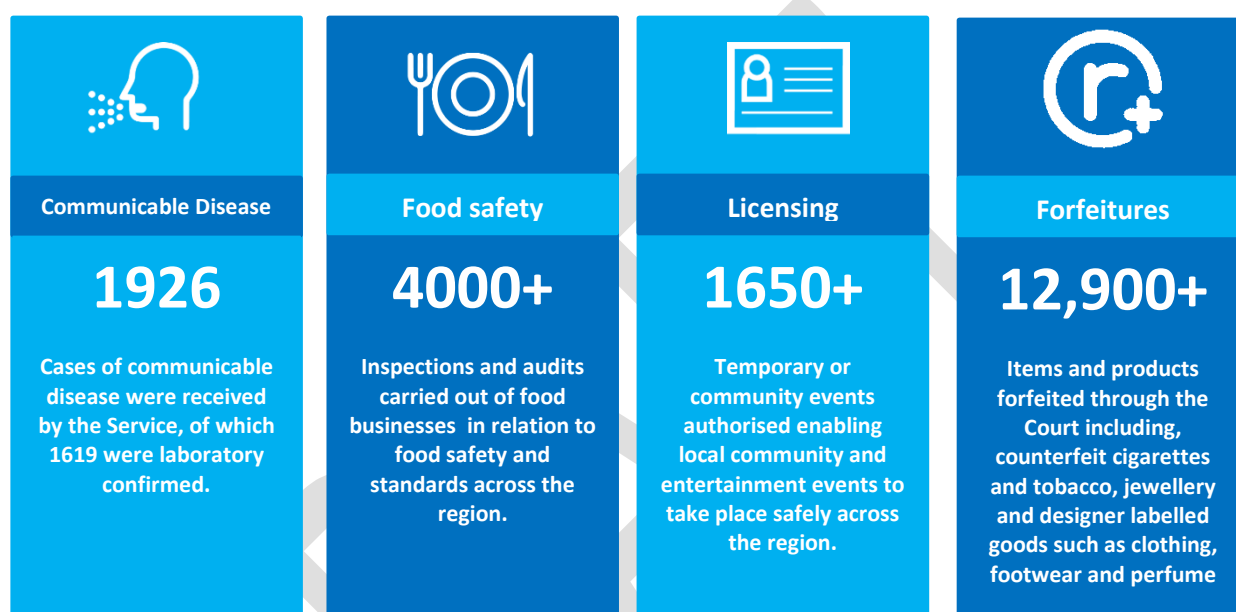 Communicable Disease
1926
Cases of communicable
disease were received
by the Service, of which
1619 were laboratory
confirmed.
Food safety
4000+
Inspections and audits
carried out of food
businesses in relation to
food safety and
standards across the
region.
Licensing
1650+
Temporary or
community events
authorised enabling
local community and
entertainment events to
take place safely across
the region.
r+
Forfeitures
12,900+
Items and products
forfeited through the
Court including,
counterfeit cigarettes
and tobacco, jewellery
and designer labelled
goods such as clothing,
footwear and perfume